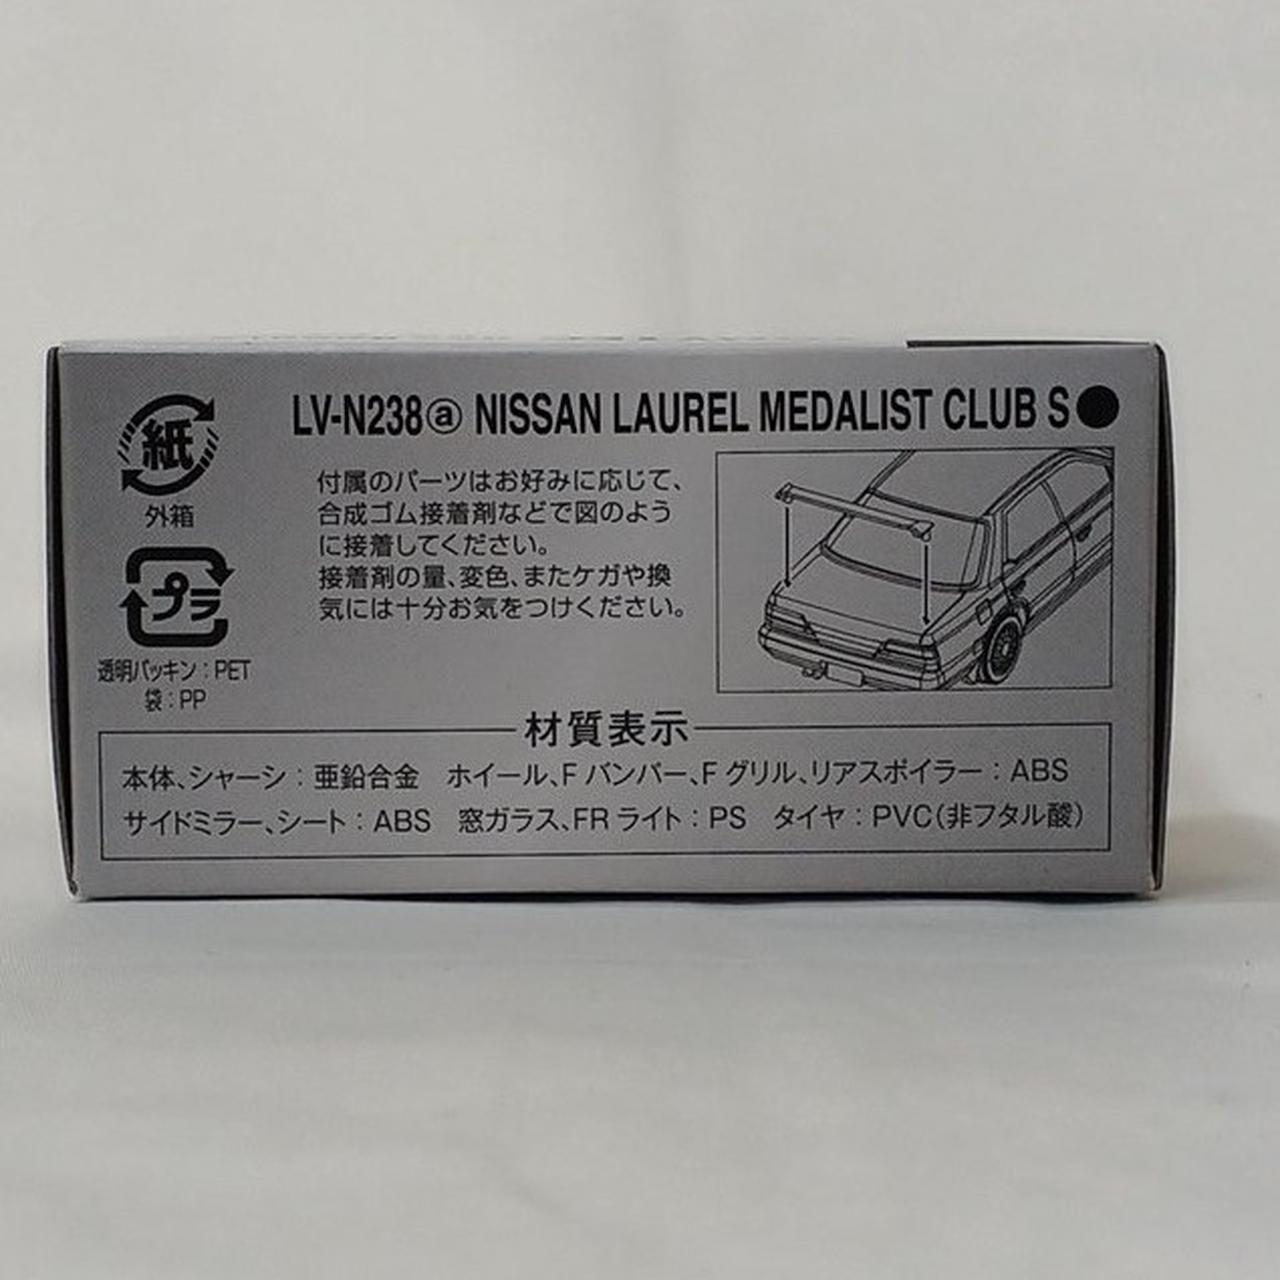 LV-N238ⓐ NISSAN LAUREL MEDALIST CLUB S●
紙
外箱
プラ
透明パッキン：PET
袋：PP
付属のパーツはお好みに応じて、
合成ゴム接着剤などで図のよう
に接着してください。
接着剤の量、変色、またケガや換
気には十分お気をつけください。
材質表示
本体、シャーシ：亜鉛合金　ホイール、F バンパー、F グリル、リアスポイラー：ABS
サイドミラー、シート：ABS　窓ガラス、FR ライト：PS　タイヤ：PVC(非フタル酸)